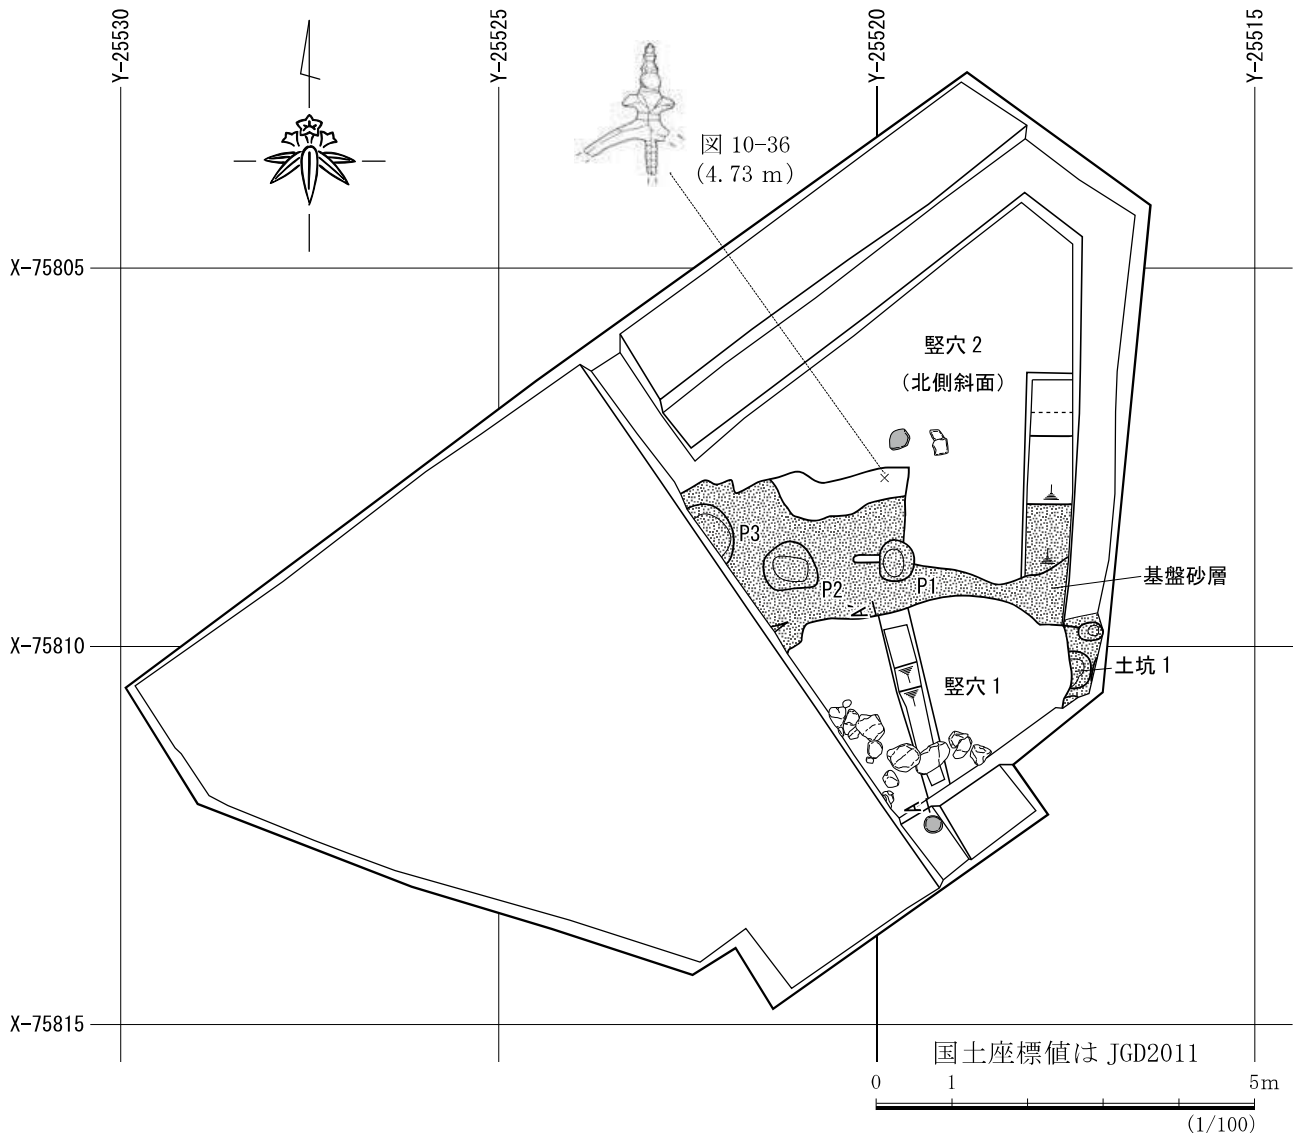 Y-25530
Y-25525
Y-25520
Y-25515
図 10-36
(4.73 m)
X-75805
竪穴 2
（北側斜面）
P3
P2
P1
基盤砂層
A'
X-75810
土坑 1
竪穴 1
A
X-75815
国土座標値は JGD2011
0 1 5m
(1/100)